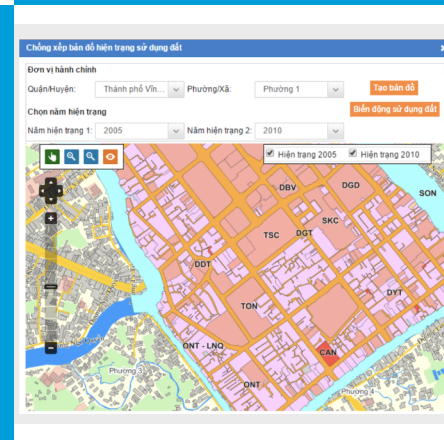 Chồng xếp bản đồ hiện trạng sử dụng đất
Đơn vị hành chính
Quận/Huyện: Thành phố Vĩn... Phường/Xã: Phường 1 Tạo bản đồ
Chọn năm hiện trạng Biến động sử dụng đất
Năm hiện trạng 1: 2005 Năm hiện trạng 2: 2010
Hiện trạng 2005 Hiện trạng 2010
DBV DGD SON
SKC
TSC DGT
DDT
DYT
TON
ONT - LNQ CAN
Phường 3
ONT Phường 4